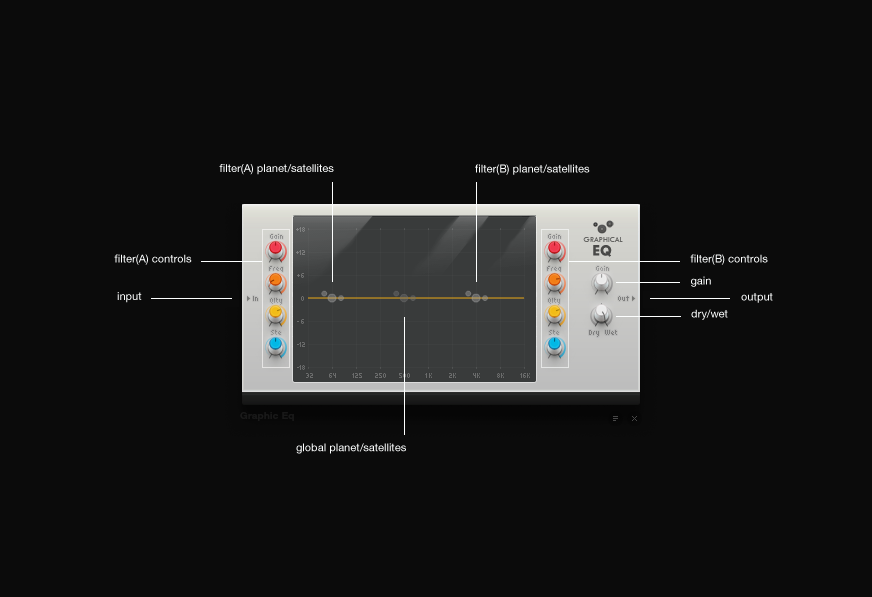 filter(A) planet/satellites
filter(B) planet/satellites
filter(A) controls
input
Gain
Freq
Qlty
Ste
In
+18
+12
+6
0
-6
-12
-18
32 64 125 250 500 1K 2K 4K 8K 16K
Gain
Freq
Qlty
Ste
GRAPHICAL
EQ
Gain
Out
Dry Wet
filter(B) controls
gain
output
dry/wet
Graphic Eq
global planet/satellites